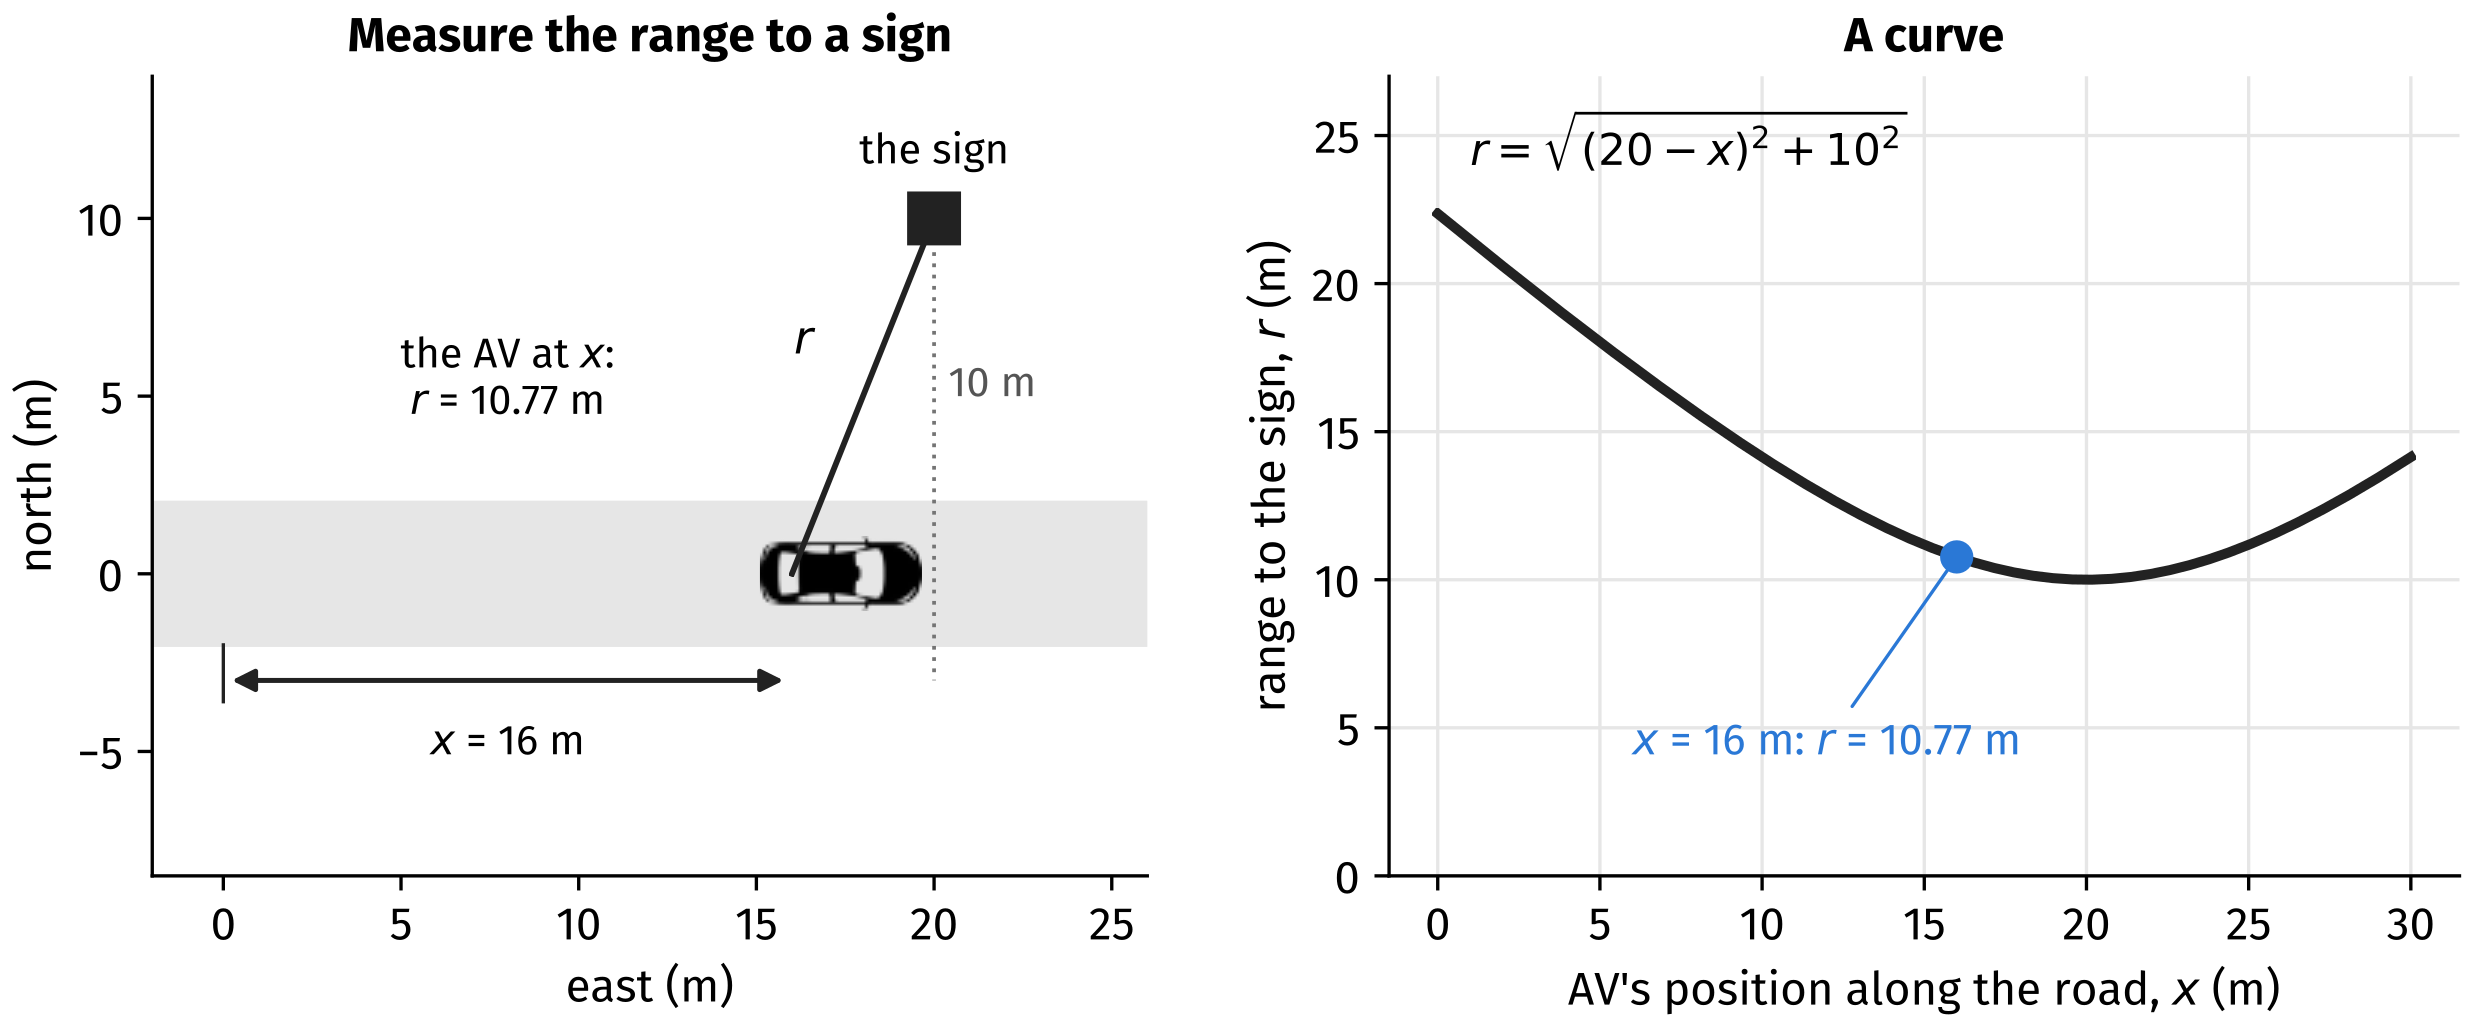 Measure the range to a sign
the sign
the AV at x:
r = 10.77 m
r
10 m
x = 16 m
10
5
0
−5
north (m)
0 5 10 15 20 25
east (m)
A curve
r = √(20 − x)² + 10²
x = 16 m: r = 10.77 m
25
20
15
10
5
0
range to the sign, r (m)
0 5 10 15 20 25 30
AV's position along the road, x (m)